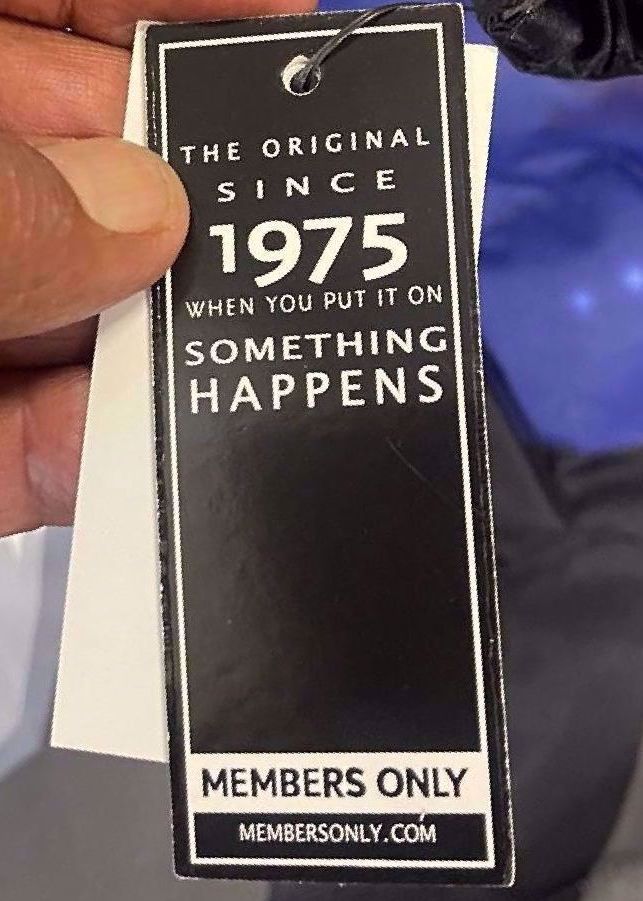 THE ORIGINAL
SINCE
1975
WHEN YOU PUT IT ON
SOMETHING
HAPPENS
MEMBERS ONLY
MEMBERSONLY.COM